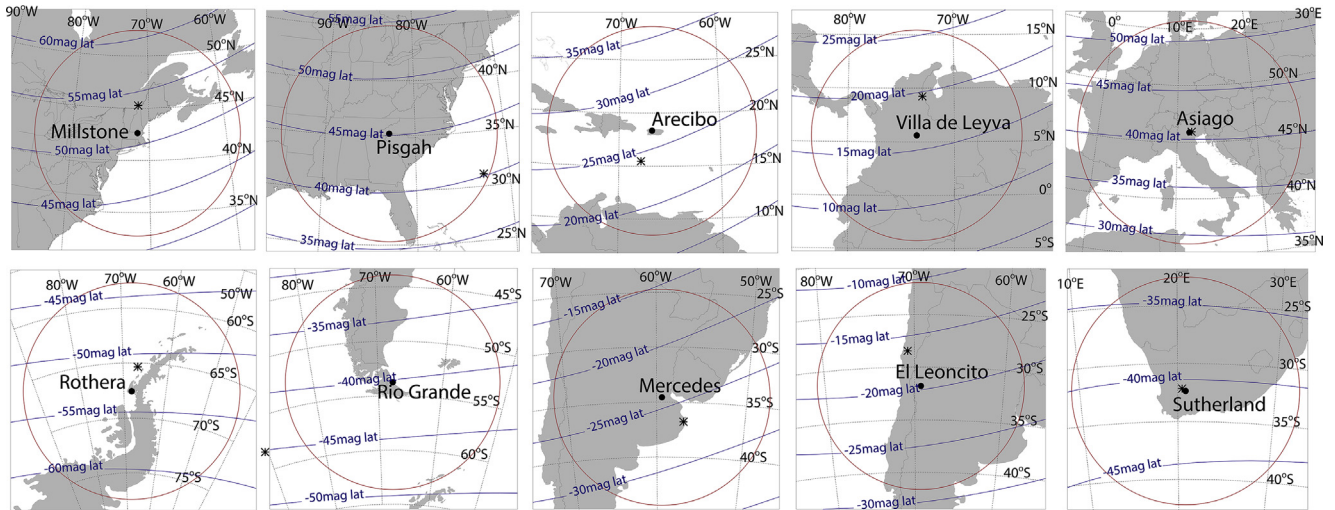 90°W 80°W 70°W 60°W
60mag lat
50°N
55mag lat
45°N
Millstone
50mag lat
40°N
45mag lat
35°N
80°W 70°W
90°W 80°W 70°W
55mag lat
50mag lat
40°N
45mag lat
35°N
Pisgah
40mag lat
30°N
35mag lat
25°N
70°W 60°W
35mag lat
25°N
30mag lat
20°N
Arecibo
25mag lat
15°N
20mag lat
10°N
80°W 70°W
25mag lat
15°N
20mag lat
10°N
Villa de Leyva
5°N
15mag lat
0°
10mag lat
5°S
0° 10°E 20°E 30°E
50mag lat
50°N
45mag lat
Asiago
40mag lat
45°N
35mag lat
40°N
30mag lat
35°N
80°W 70°W 60°W 50°W
-45mag lat
60°S
-50mag lat
65°S
Rothera
-55mag lat
70°S
-60mag lat
75°S
80°W 70°W 60°W
45°S
-35mag lat
50°S
-40mag lat
Rio Grande
55°S
-45mag lat
60°S
-50mag lat
70°W 60°W 50°W
25°S
-15mag lat
30°S
-20mag lat
Mercedes
35°S
-25mag lat
40°S
-30mag lat
80°W 70°W 60°W
-10mag lat
25°S
-15mag lat
30°S
El Leoncito
-20mag lat
35°S
-25mag lat
40°S
-30mag lat
10°E 20°E 30°E
-35mag lat
25°S
30°S
-40mag lat
Sutherland
35°S
-45mag lat
40°S